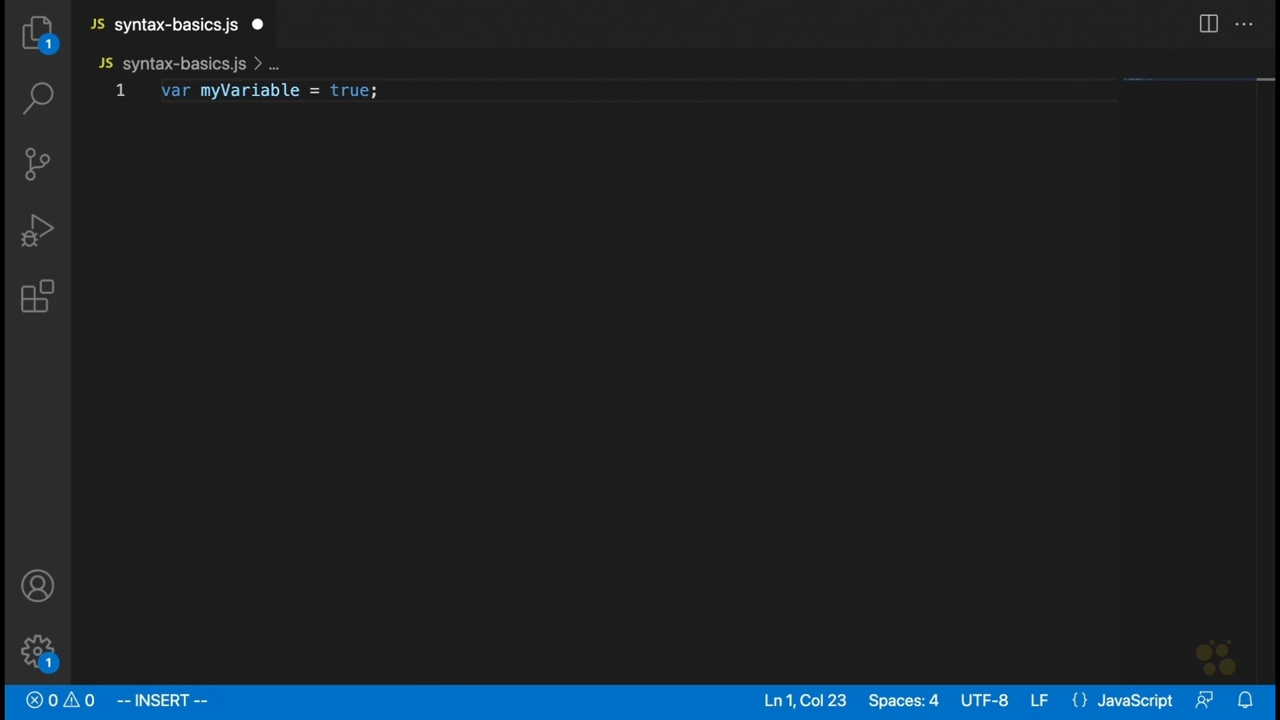 JS syntax-basics.js
JS syntax-basics.js > ...
1 var myVariable = true;
1
1
0 0 -- INSERT -- Ln 1, Col 23 Spaces: 4 UTF-8 LF {} JavaScript